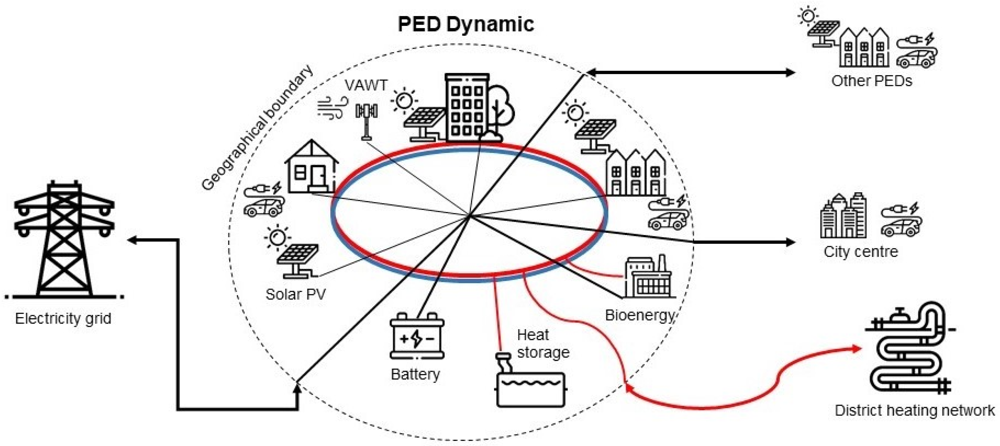 PED Dynamic
Geographical boundary
VAWT
Other PEDs
City centre
Solar PV
Electricity grid
Bioenergy
Heat
storage
Battery
District heating network